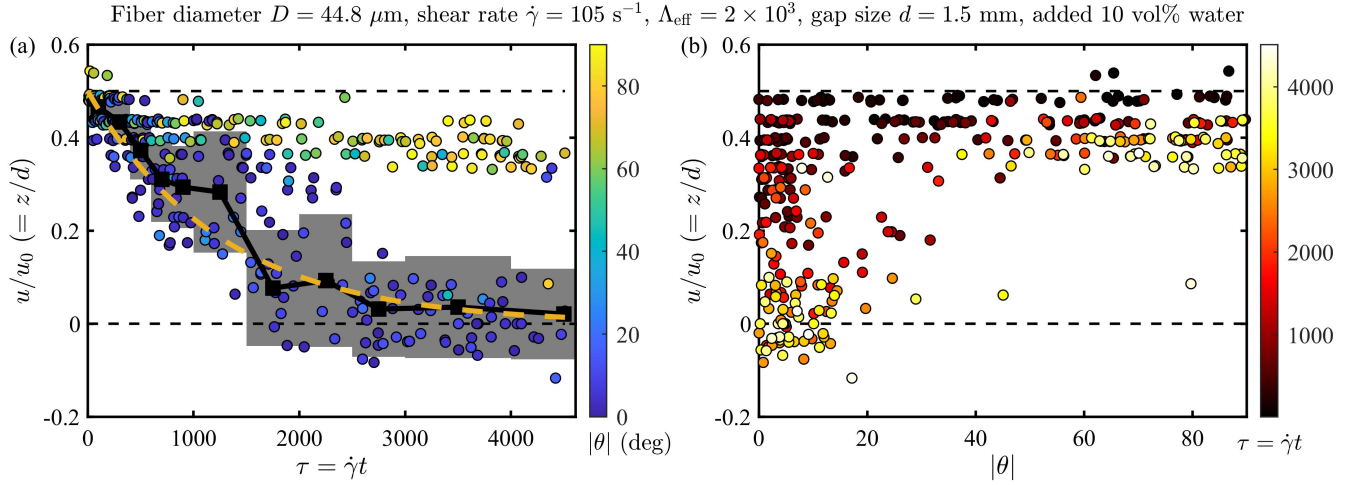 Fiber diameter D = 44.8 μm, shear rate γ̇ = 105 s⁻¹, Λeff = 2 × 10³, gap size d = 1.5 mm, added 10 vol% water
(a)
0.6
0.4
0.2
0
-0.2
u/u₀ (= z/d)
0 1000 2000 3000 4000
τ = γ̇t
80
60
40
20
0
|θ| (deg)
(b)
0.6
0.4
0.2
0
-0.2
u/u₀ (= z/d)
0 20 40 60 80
|θ|
4000
3000
2000
1000
τ = γ̇t